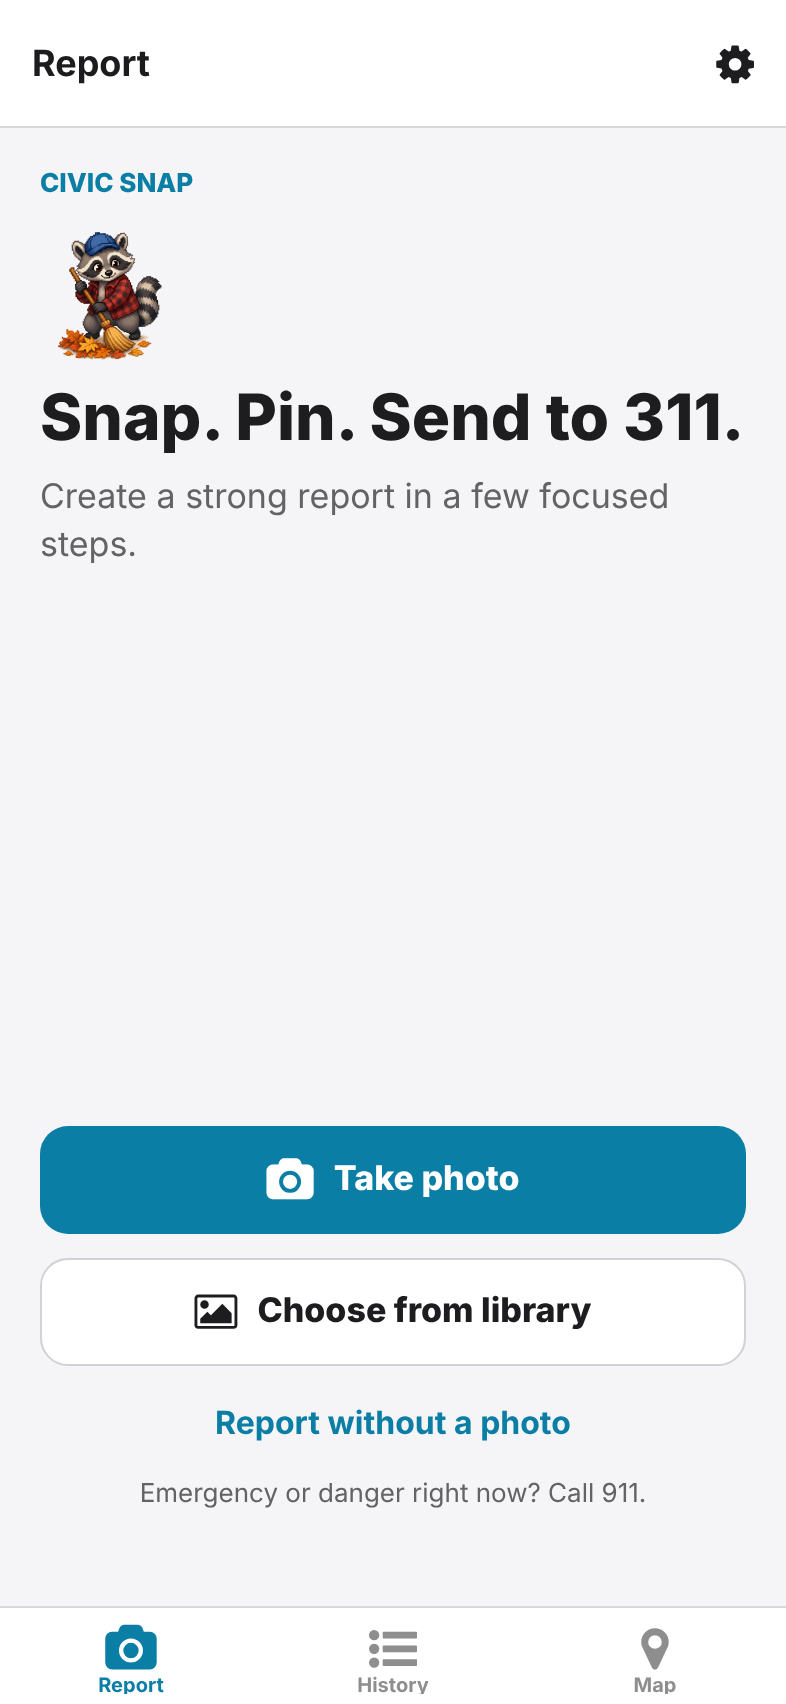 Report
CIVIC SNAP
Snap. Pin. Send to 311.
Create a strong report in a few focused
steps.
Take photo
Choose from library
Report without a photo
Emergency or danger right now? Call 911.
Report
History
Map